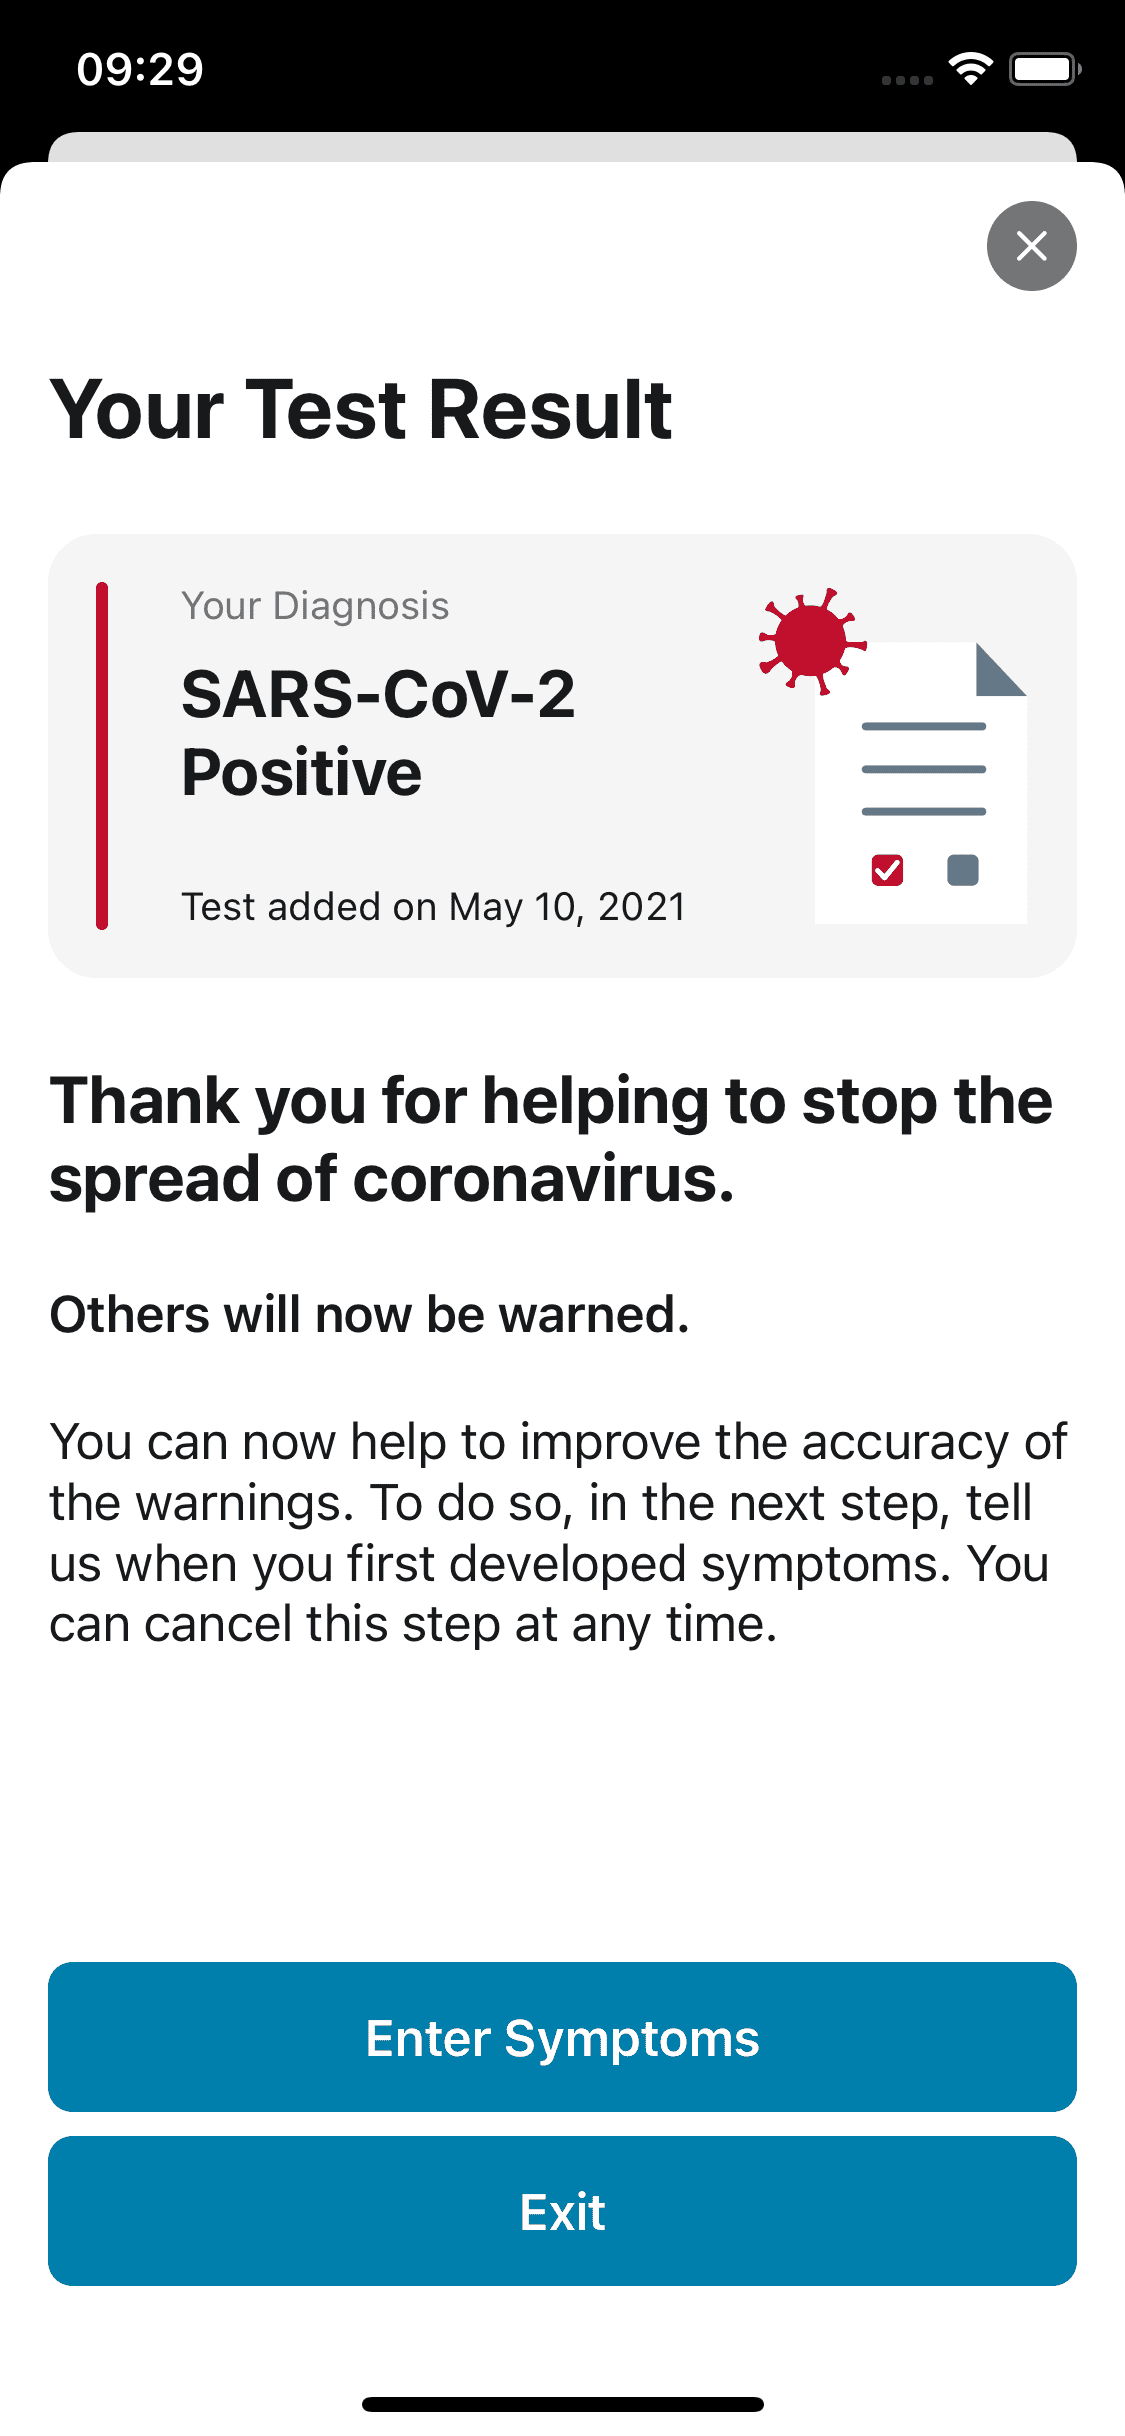 09:29
Your Test Result
Your Diagnosis
SARS-CoV-2
Positive
Test added on May 10, 2021
Thank you for helping to stop the
spread of coronavirus.
Others will now be warned.
You can now help to improve the accuracy of
the warnings. To do so, in the next step, tell
us when you first developed symptoms. You
can cancel this step at any time.
Enter Symptoms
Exit